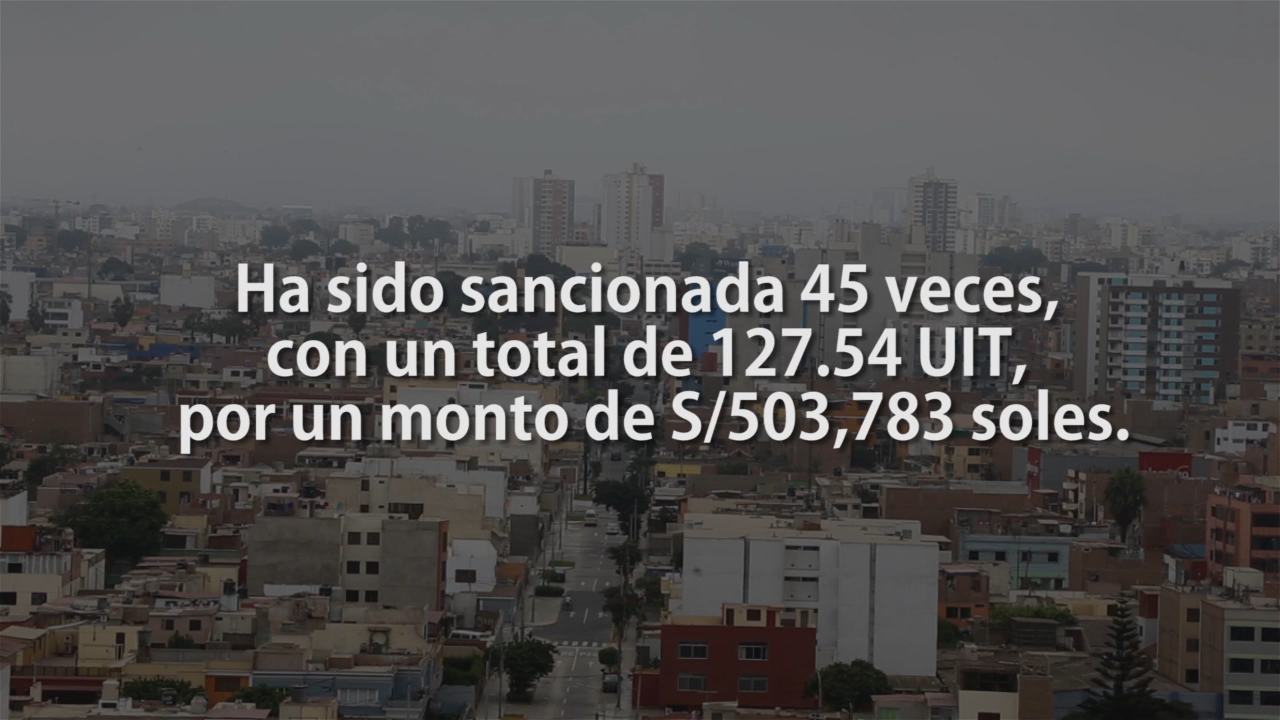 Ha sido sancionada 45 veces,
con un total de 127.54 UIT,
por un monto de S/503,783 soles.